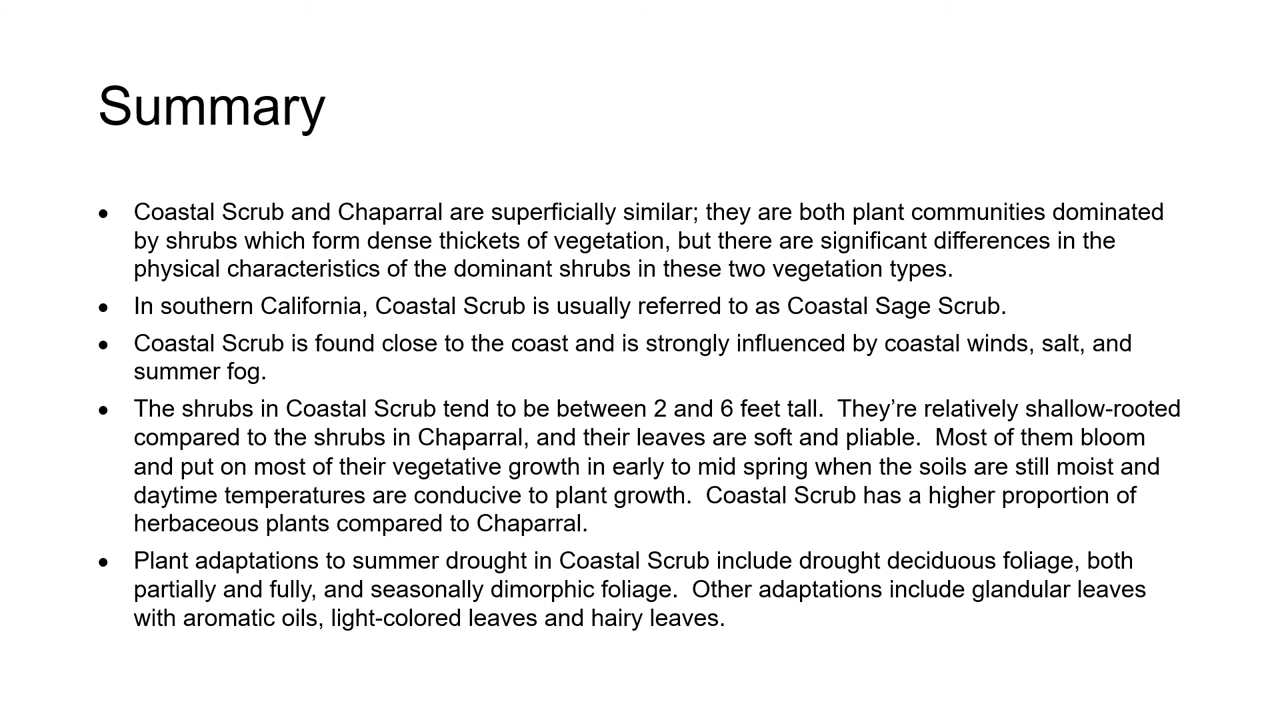 Summary
• Coastal Scrub and Chaparral are superficially similar; they are both plant communities dominated
by shrubs which form dense thickets of vegetation, but there are significant differences in the
physical characteristics of the dominant shrubs in these two vegetation types.
• In southern California, Coastal Scrub is usually referred to as Coastal Sage Scrub.
• Coastal Scrub is found close to the coast and is strongly influenced by coastal winds, salt, and
summer fog.
• The shrubs in Coastal Scrub tend to be between 2 and 6 feet tall.  They’re relatively shallow-rooted
compared to the shrubs in Chaparral, and their leaves are soft and pliable.  Most of them bloom
and put on most of their vegetative growth in early to mid spring when the soils are still moist and
daytime temperatures are conducive to plant growth.  Coastal Scrub has a higher proportion of
herbaceous plants compared to Chaparral.
• Plant adaptations to summer drought in Coastal Scrub include drought deciduous foliage, both
partially and fully, and seasonally dimorphic foliage.  Other adaptations include glandular leaves
with aromatic oils, light-colored leaves and hairy leaves.